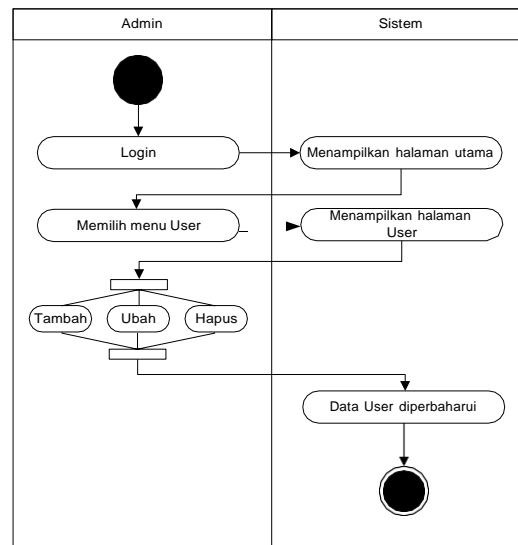 Admin
Sistem
Login
Menampilkan halaman utama
Memilih menu User
Menampilkan halaman
User
Tambah
Ubah
Hapus
Data User diperbaharui